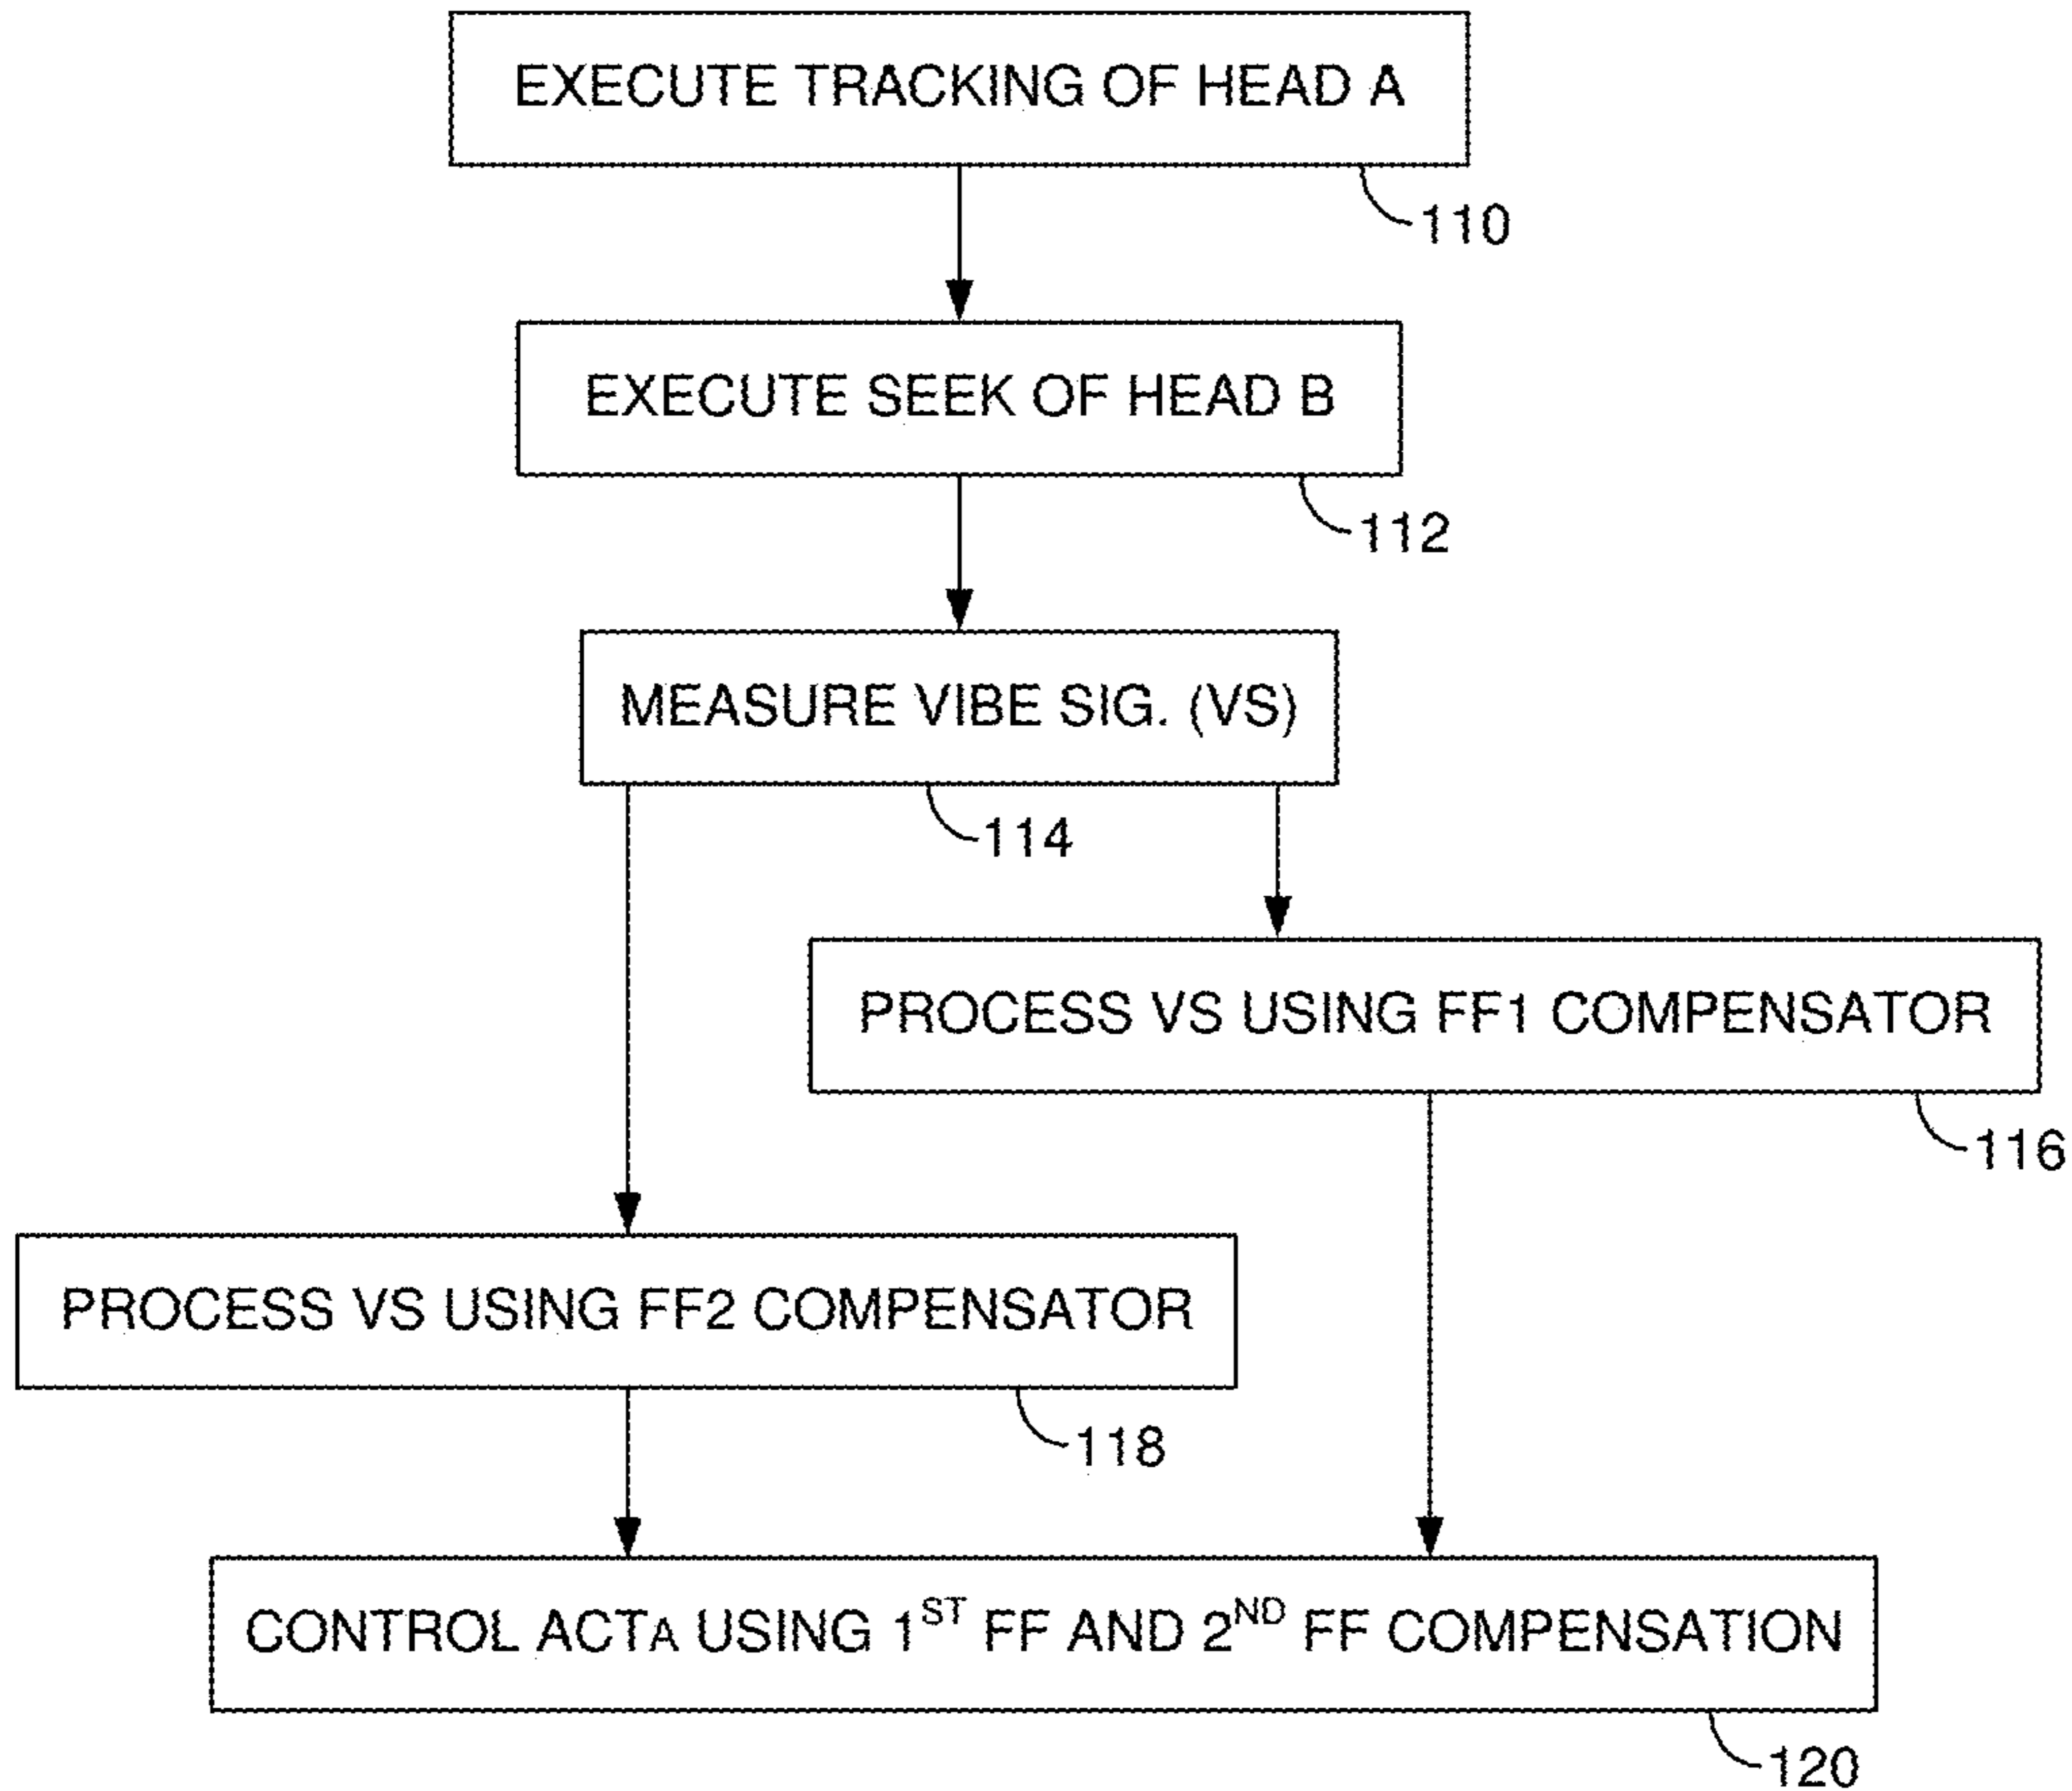 EXECUTE TRACKING OF HEAD A
110
EXECUTE SEEK OF HEAD B
112
MEASURE VIBE SIG. (VS)
114
PROCESS VS USING FF1 COMPENSATOR
116
PROCESS VS USING FF2 COMPENSATOR
118
CONTROL ACTA USING 1ST FF AND 2ND FF COMPENSATION
120